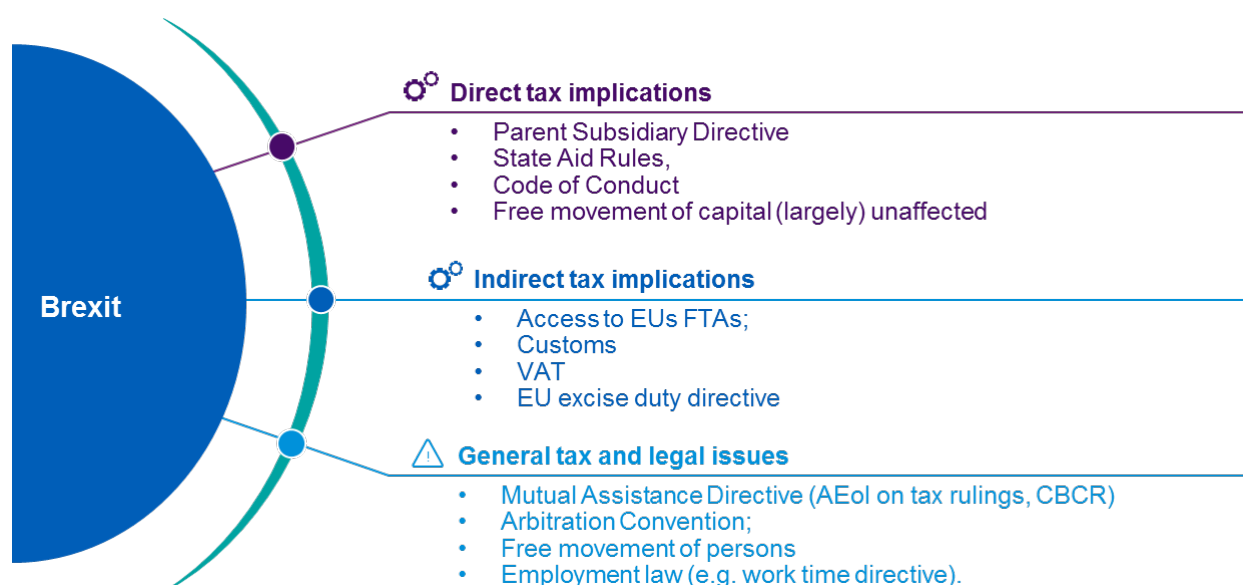 Brexit
Direct tax implications
• Parent Subsidiary Directive
• State Aid Rules,
• Code of Conduct
• Free movement of capital (largely) unaffected
Indirect tax implications
• Access to EUs FTAs;
• Customs
• VAT
• EU excise duty directive
General tax and legal issues
• Mutual Assistance Directive (AEoI on tax rulings, CBCR)
• Arbitration Convention;
• Free movement of persons
• Employment law (e.g. work time directive).